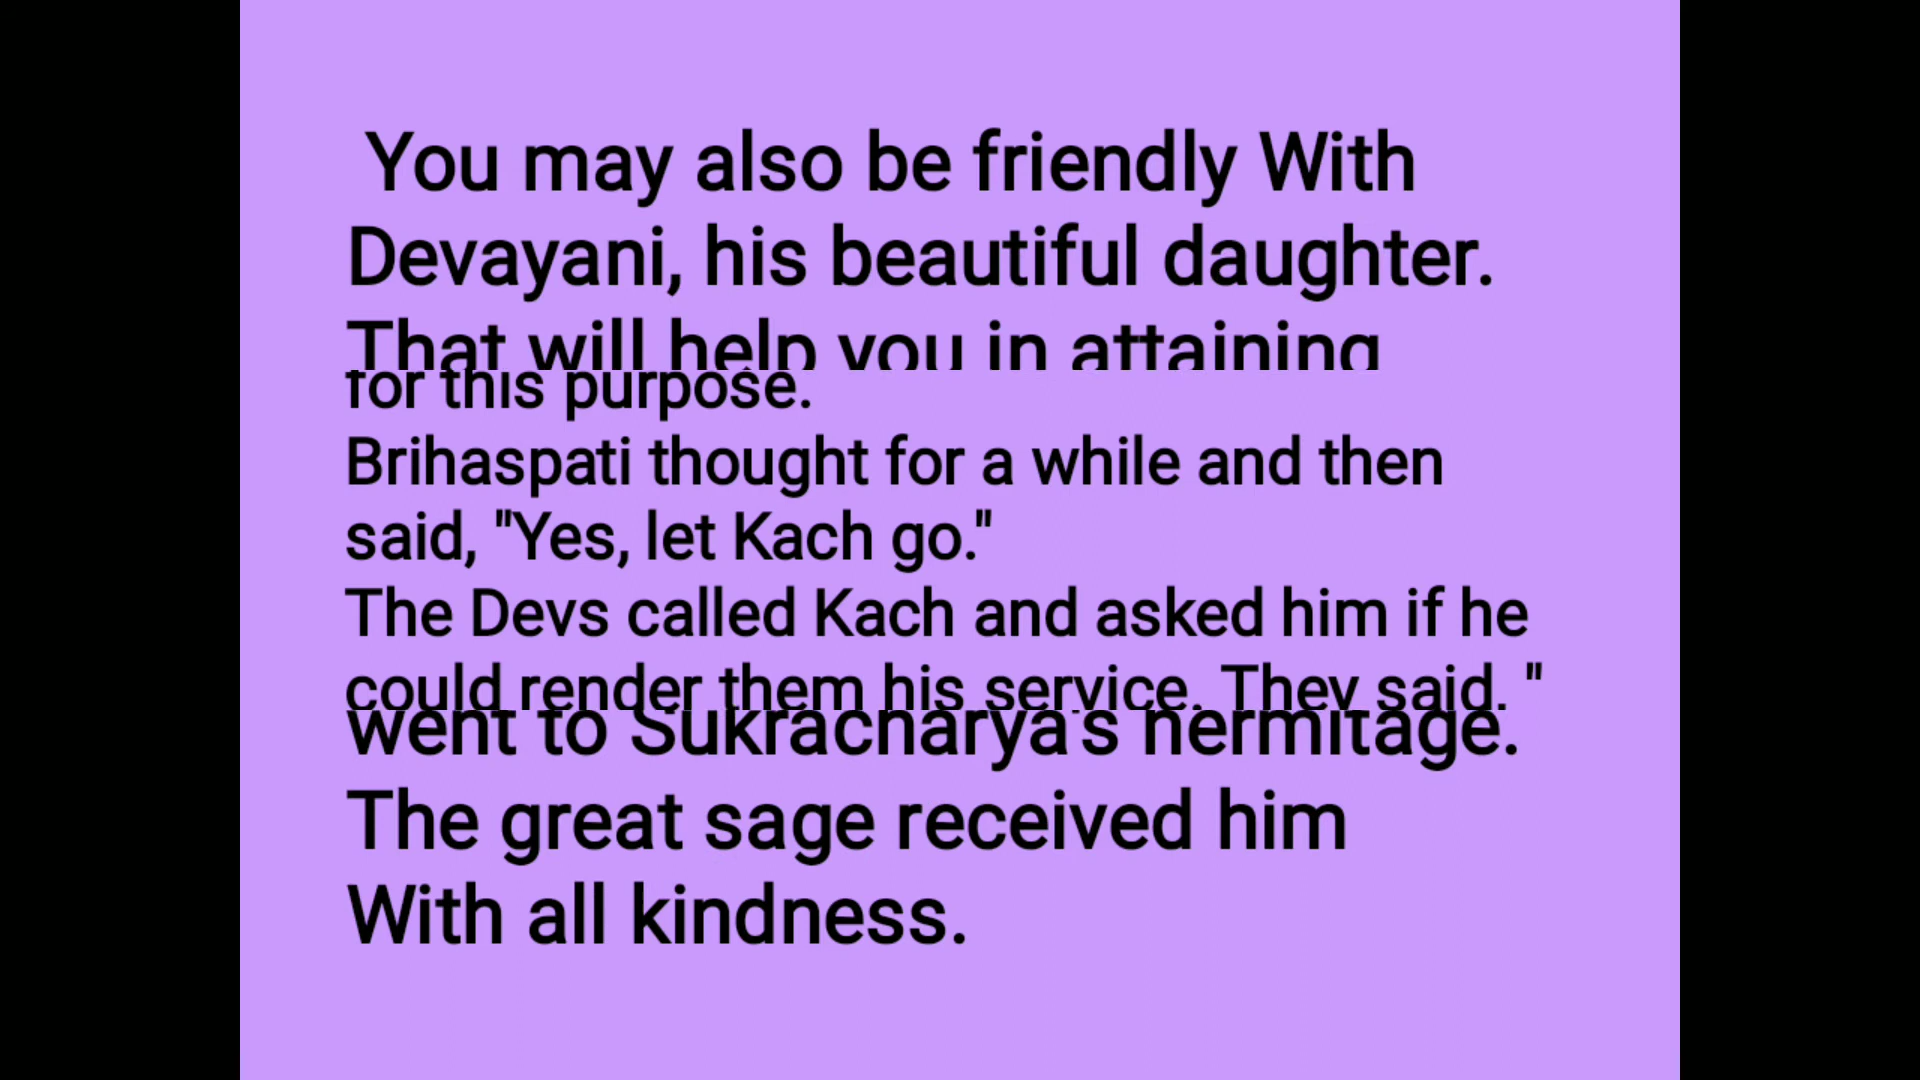 You may also be friendly With
Devayani, his beautiful daughter.
That will help you in attaining
for this purpose.
Brihaspati thought for a while and then
said, "Yes, let Kach go."
The Devs called Kach and asked him if he
could render them his service. They said, "
went to Sukracharya's hermitage.
The great sage received him
With all kindness.